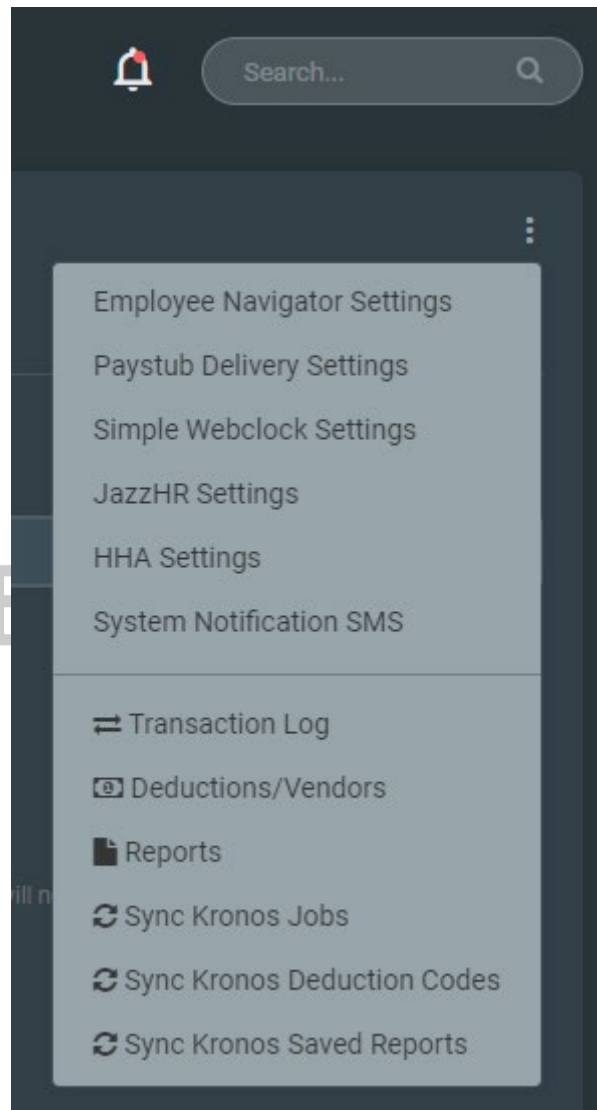 Search...
Employee Navigator Settings
Paystub Delivery Settings
Simple Webclock Settings
JazzHR Settings
HHA Settings
System Notification SMS
Transaction Log
Deductions/Vendors
Reports
Sync Kronos Jobs
Sync Kronos Deduction Codes
Sync Kronos Saved Reports